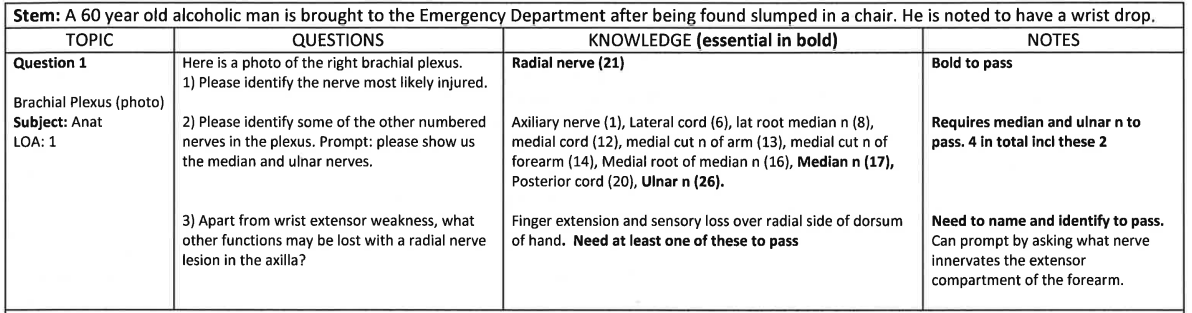 Stem: A 60 year old alcoholic man is brought to the Emergency Department after being found slumped in a chair. He is noted to have a wrist drop.
TOPIC
QUESTIONS
KNOWLEDGE (essential in bold)
NOTES
Question 1
Brachial Plexus (photo)
Subject: Anat
LOA: 1
Here is a photo of the right brachial plexus.
1) Please identify the nerve most likely injured.
2) Please identify some of the other numbered
nerves in the plexus. Prompt: please show us
the median and ulnar nerves.
3) Apart from wrist extensor weakness, what
other functions may be lost with a radial nerve
lesion in the axilla?
Radial nerve (21)
Axiliary nerve (1), Lateral cord (6), lat root median n (8),
medial cord (12), medial cut n of arm (13), medial cut n of
forearm (14), Medial root of median n (16), Median n (17),
Posterior cord (20), Ulnar n (26).
Finger extension and sensory loss over radial side of dorsum
of hand. Need at least one of these to pass
Bold to pass
Requires median and ulnar n to
pass. 4 in total incl these 2
Need to name and identify to pass.
Can prompt by asking what nerve
innervates the extensor
compartment of the forearm.